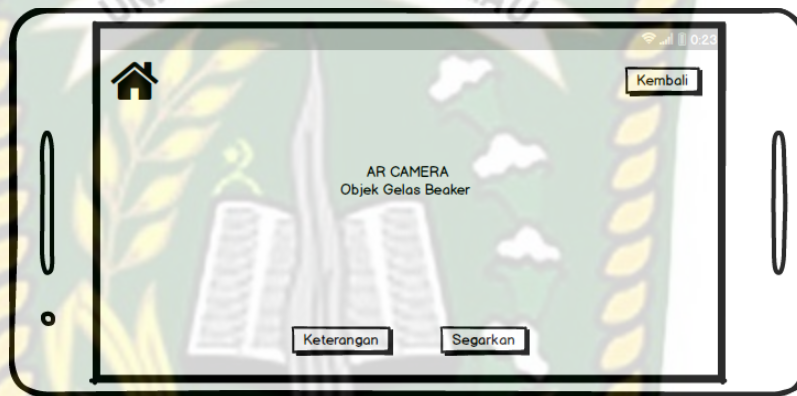 0:23
Kembali
AR CAMERA
Objek Gelas Beaker
Keterangan
Segarkan